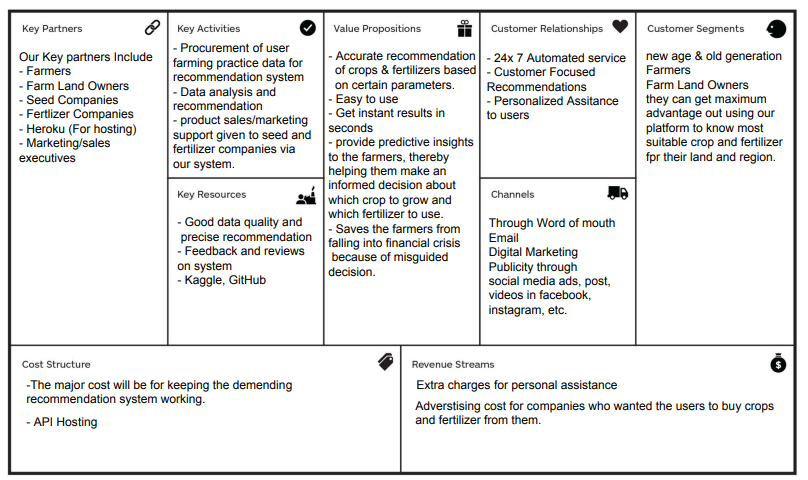 Key Partners
Our Key partners Include
- Farmers
- Farm Land Owners
- Seed Companies
- Fertlizer Companies
- Heroku (For hosting)
- Marketing/sales
executives
Key Activities
- Procurement of user
farming practice data for
recommendation system
- Data analysis and
recommendation
- product sales/marketing
support given to seed and
fertilizer companies via
our system.
Key Resources
- Good data quality and
precise recommendation
- Feedback and reviews
on system
- Kaggle, GitHub
Value Propositions
- Accurate recommendation
of crops & fertilizers based
on certain parameters.
- Easy to use
- Get instant results in
seconds
- provide predictive insights
to the farmers, thereby
helping them make an
informed decision about
which crop to grow and
which fertilizer to use.
- Saves the farmers from
falling into financial crisis
because of misguided
decision.
Customer Relationships
- 24x 7 Automated service
- Customer Focused
Recommendations
- Personalized Assitance
to users
Channels
Through Word of mouth
Email
Digital Marketing
Publicity through
social media ads, post,
videos in facebook,
instagram, etc.
Customer Segments
new age & old generation
Farmers
Farm Land Owners
they can get maximum
advantage out using our
platform to know most
suitable crop and fertilizer
fpr their land and region.
Cost Structure
-The major cost will be for keeping the demending
recommendation system working.
- API Hosting
Revenue Streams
Extra charges for personal assistance
Adverstising cost for companies who wanted the users to buy crops
and fertilizer from them.